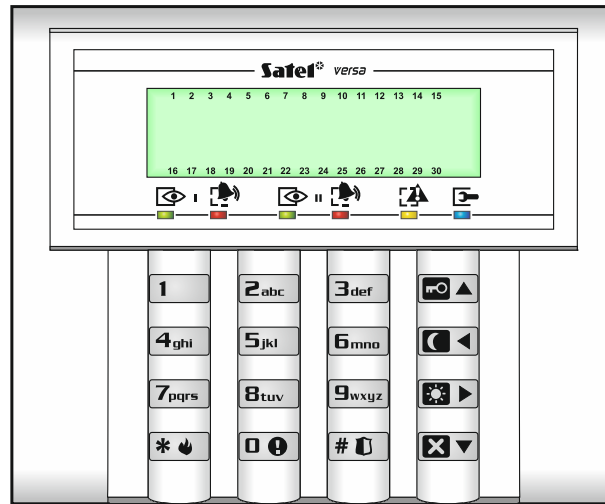 Satel versa
1 2 3 4 5 6 7 8 9 10 11 12 13 14 15
16 17 18 19 20 21 22 23 24 25 26 27 28 29 30
I II
1 2abc 3def
4ghi 5jkl 6mno
7pqrs 8tuv 9wxyz
* 0 #